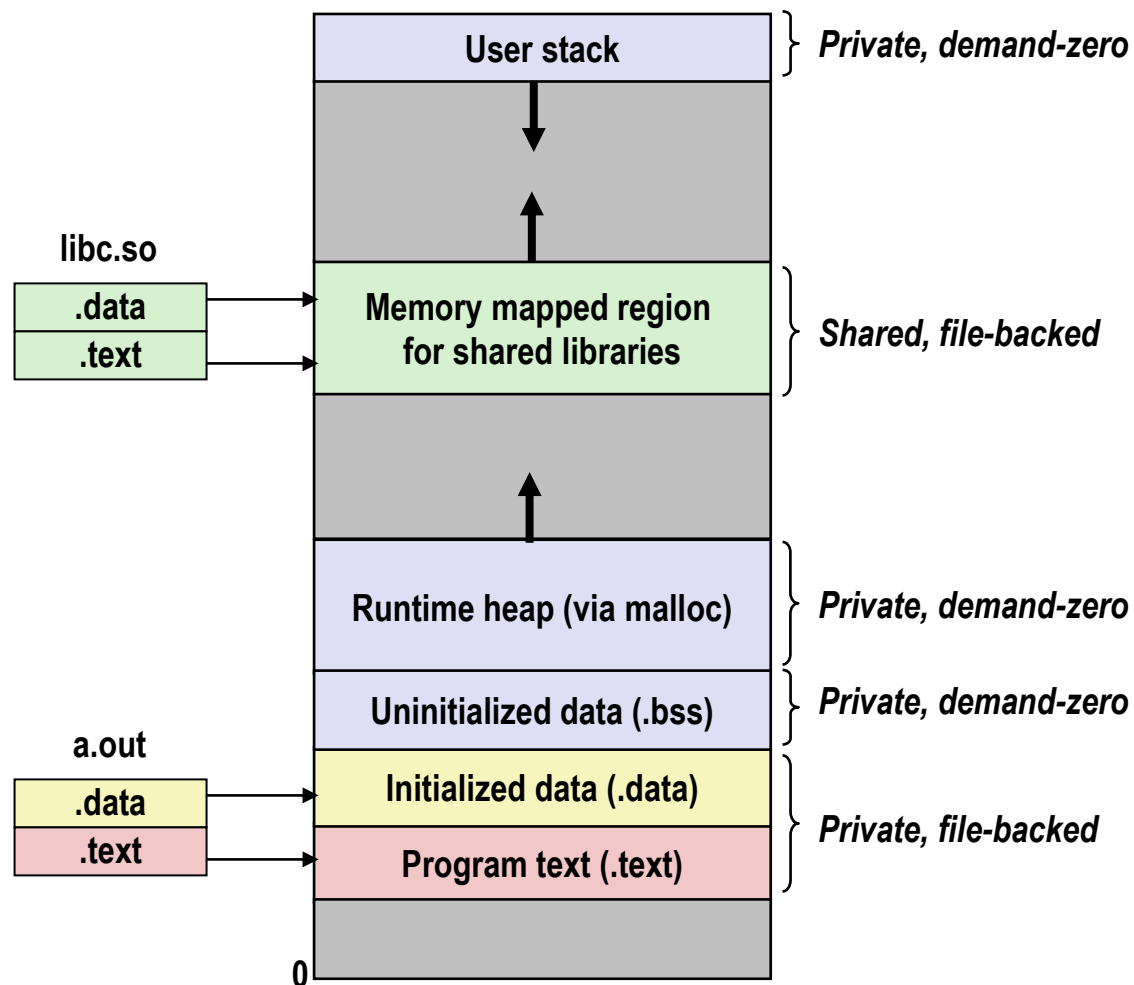 User stack
Private, demand-zero
libc.so
.data
.text
Memory mapped region
for shared libraries
Shared, file-backed
Runtime heap (via malloc)
Private, demand-zero
Uninitialized data (.bss)
Private, demand-zero
a.out
.data
.text
Initialized data (.data)
Program text (.text)
Private, file-backed
0